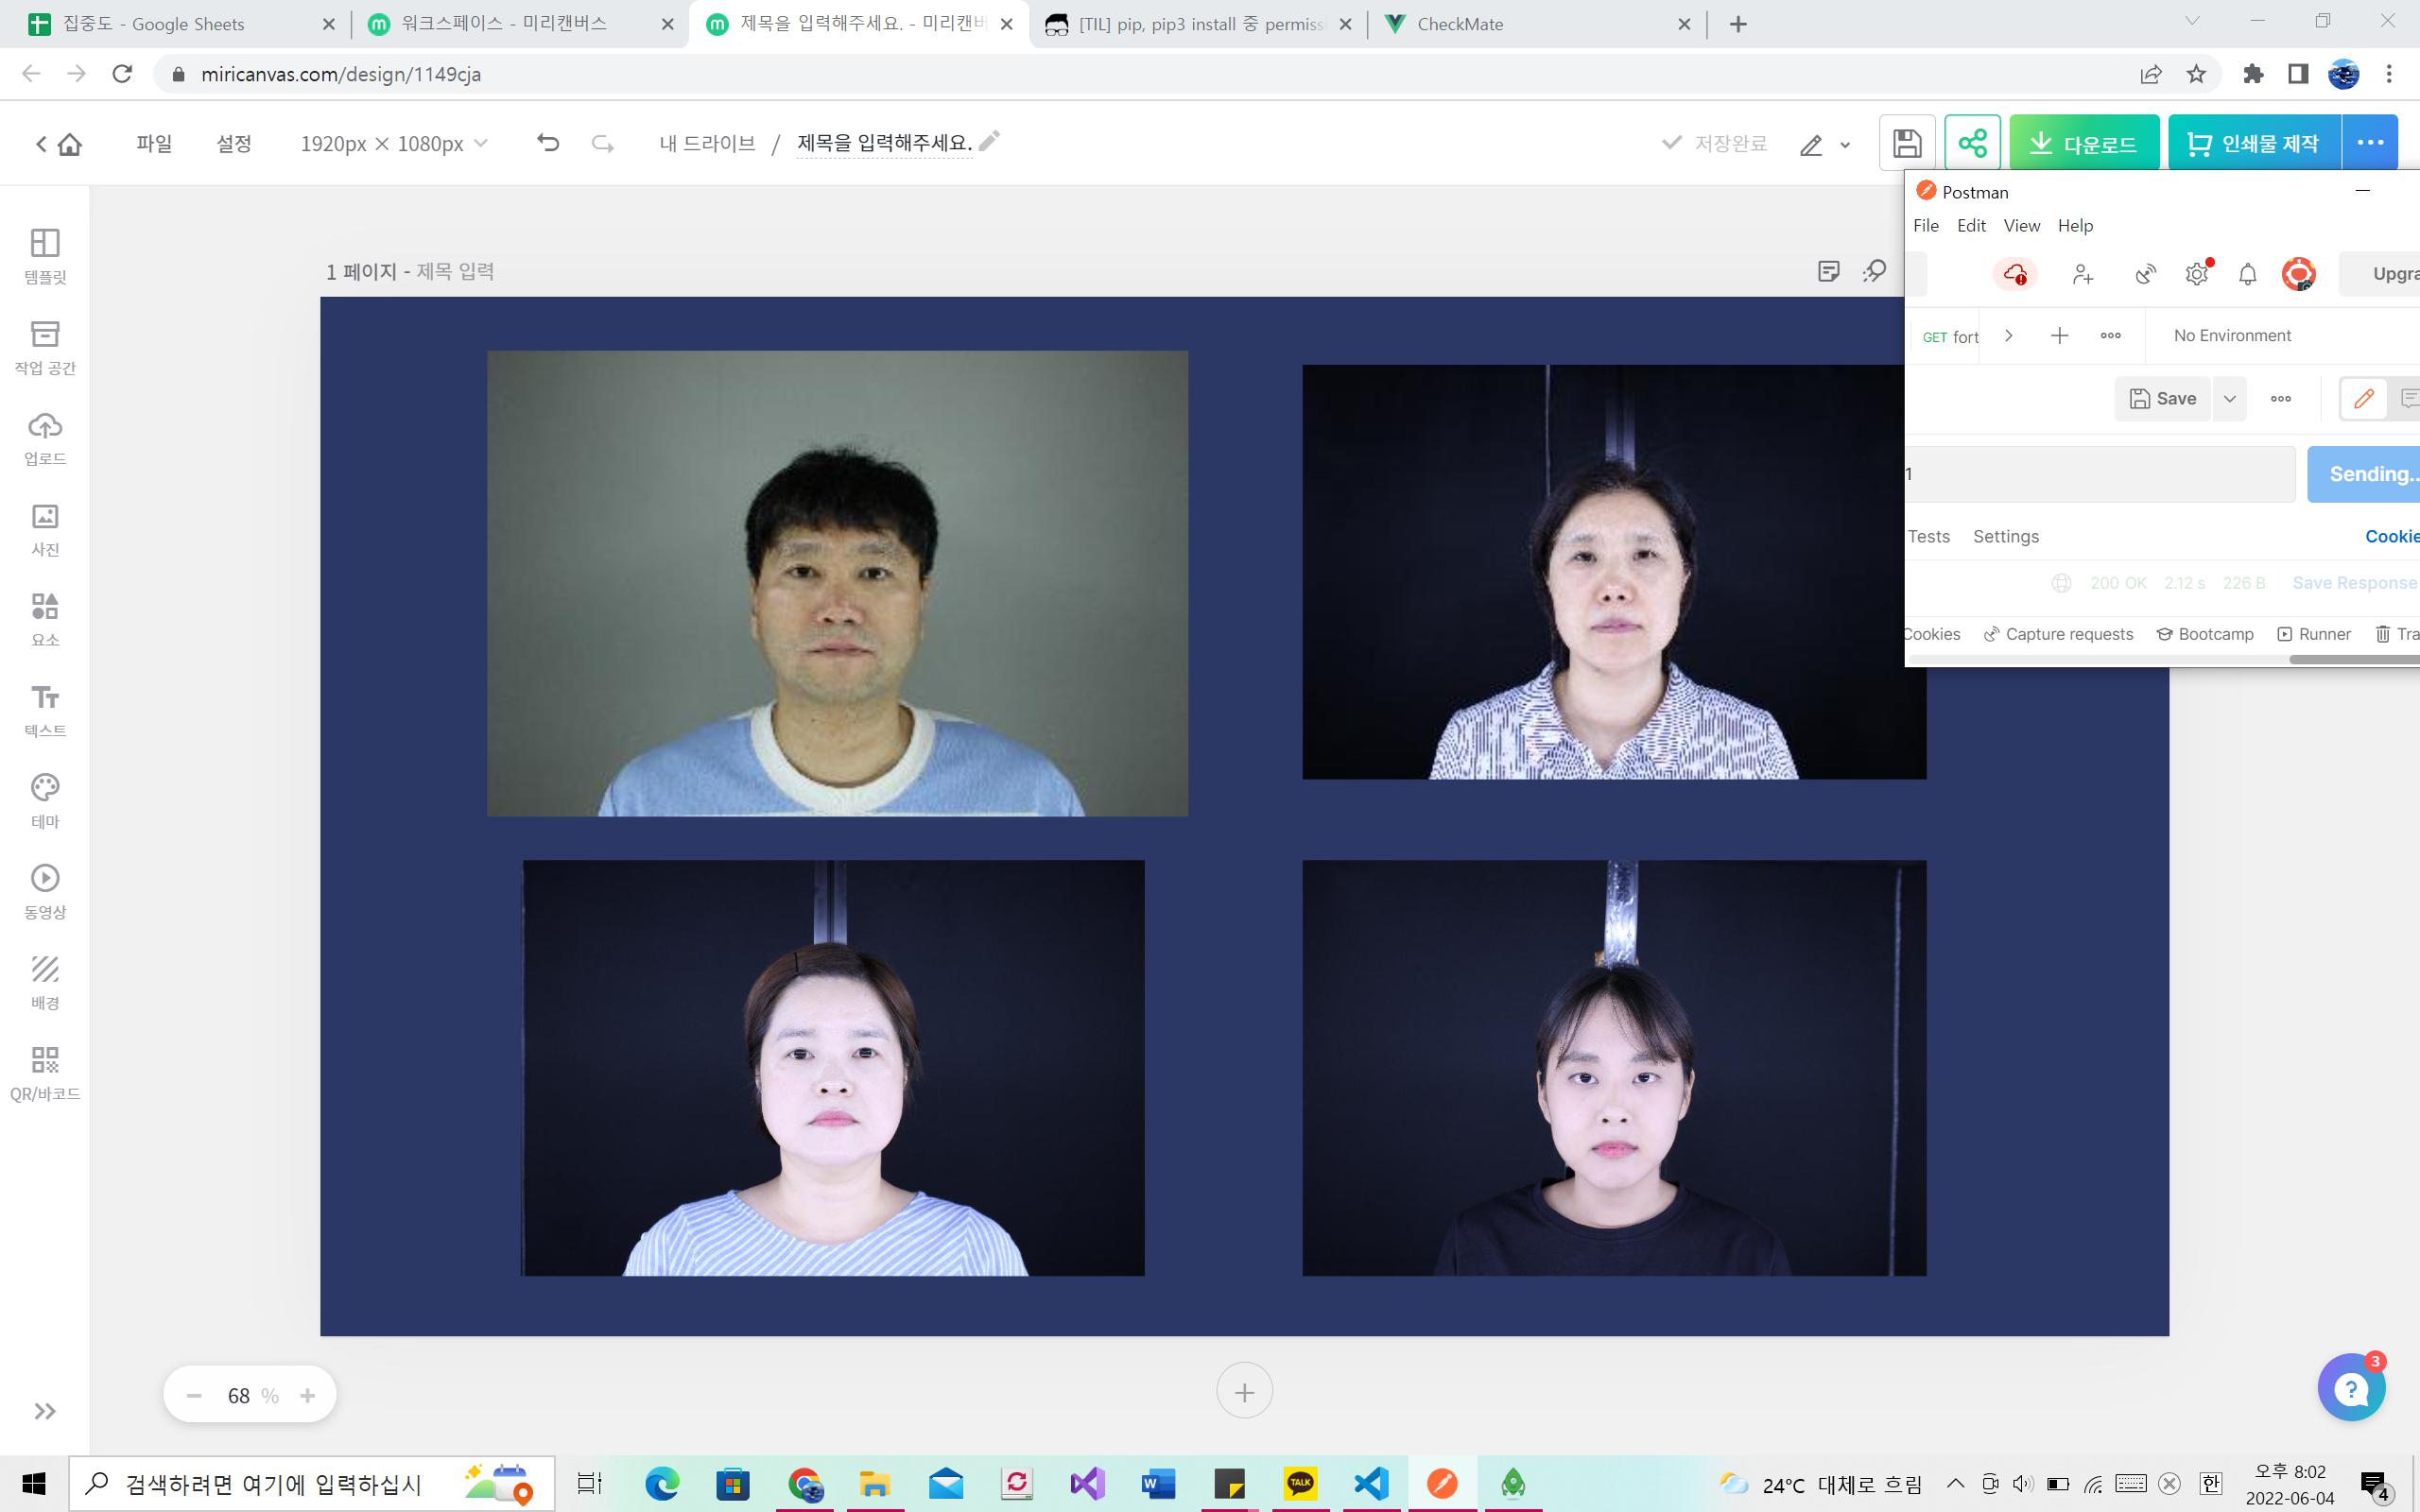 집중도 - Google Sheets
워크스페이스 - 미리캔버스
제목을 입력해주세요. - 미리캔버
[TIL] pip, pip3 install 중 permissi
CheckMate
miricanvas.com/design/1149cja
파일
설정
1920px × 1080px
내 드라이브 / 제목을 입력해주세요.
저장완료
다운로드
인쇄물 제작
Postman
File Edit View Help
Upgra
GET fort
No Environment
Save
1
Sending..
Tests Settings
Cookie
200 OK 2.12 s 226 B Save Response
Cookies Capture requests Bootcamp Runner Tra
템플릿
작업 공간
업로드
사진
요소
텍스트
테마
동영상
배경
QR/바코드
1 페이지 - 제목 입력
68 %
3
검색하려면 여기에 입력하십시
TALK
24°C 대체로 흐림
한
오후 8:02
2022-06-04
4